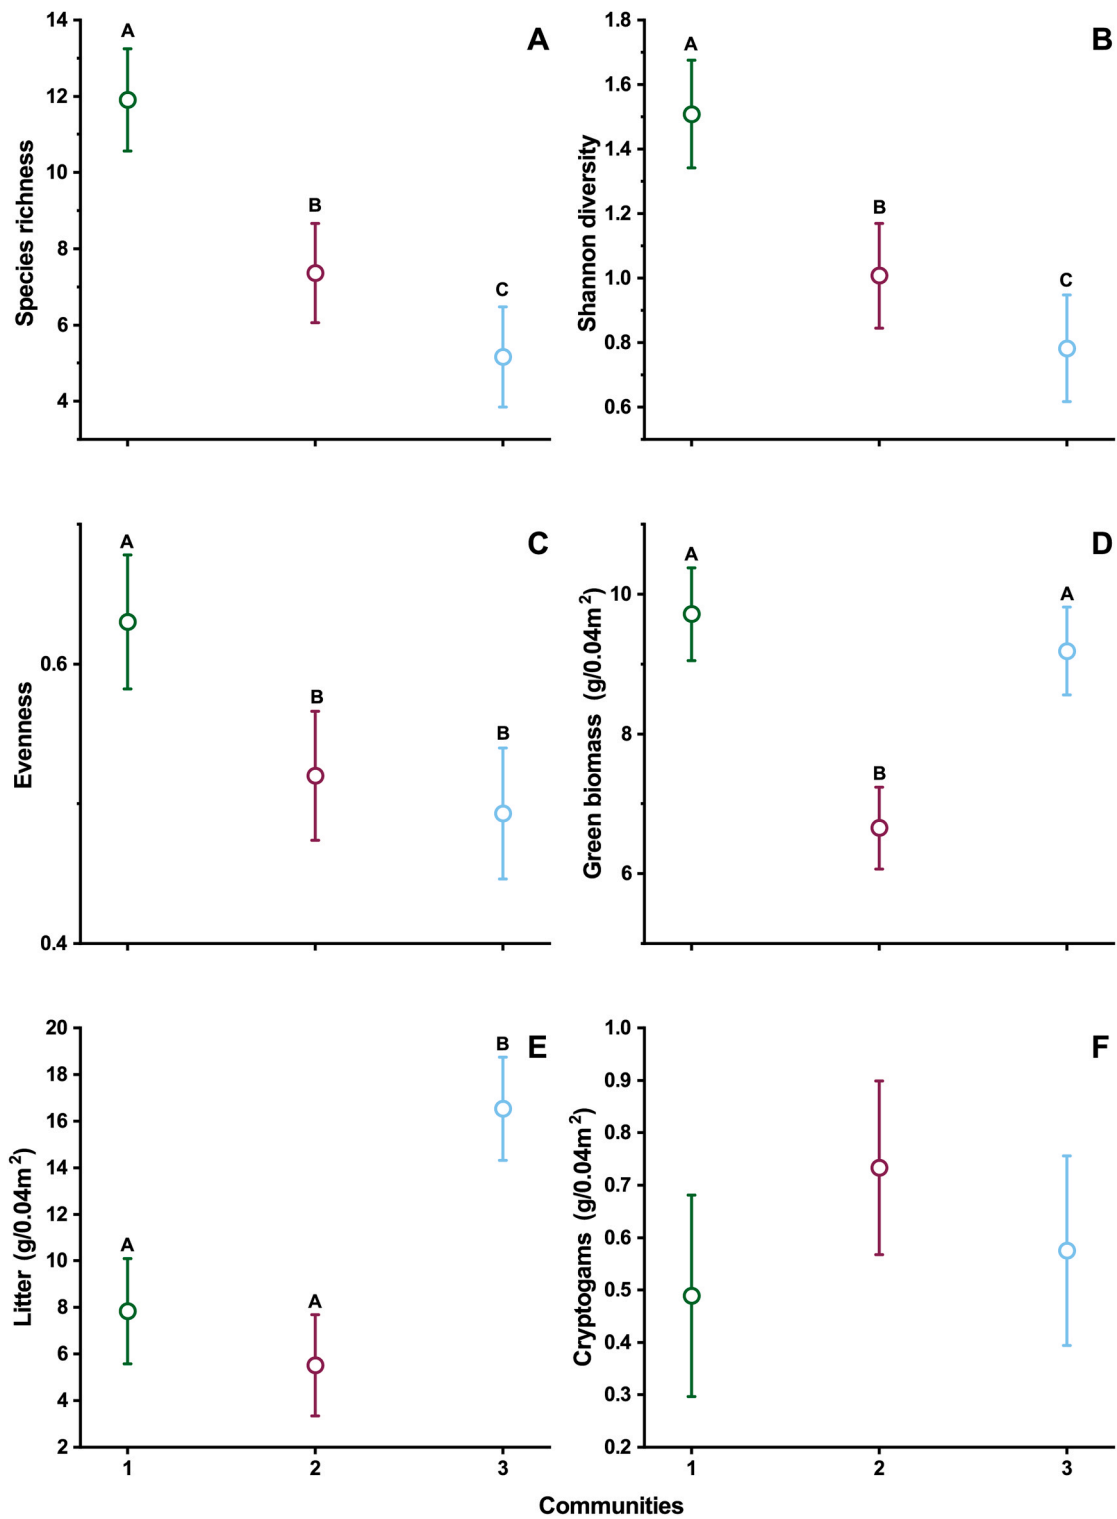 A
Species richness
14
12
10
8
6
4
A
B
C
B
Shannon diversity
1.8
1.6
1.4
1.2
1.0
0.8
0.6
A
B
C
C
Evenness
0.6
0.4
A
B
B
D
Green biomass (g/0.04m²)
10
8
6
A
B
A
E
Litter (g/0.04m²)
20
18
16
14
12
10
8
6
4
2
A
A
B
1 2 3
F
Cryptogams (g/0.04m²)
1.0
0.9
0.8
0.7
0.6
0.5
0.4
0.3
0.2
1 2 3
Communities